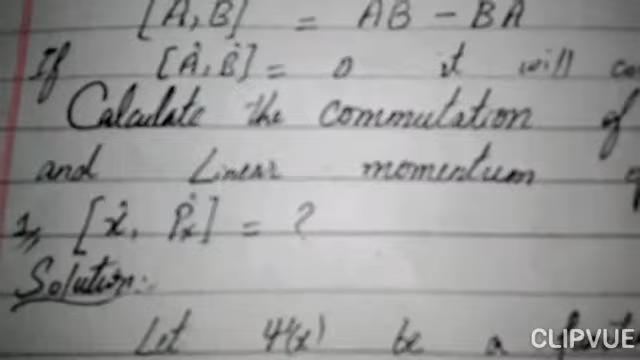 [Â, B̂] = AB - BA
If [Â, B̂] = 0 it will
Calculate the commutation of
and Linear momentum
1, [x̂, P̂x] = ?
Solution:-
Let Ψ(x) be a
CLIPVUE